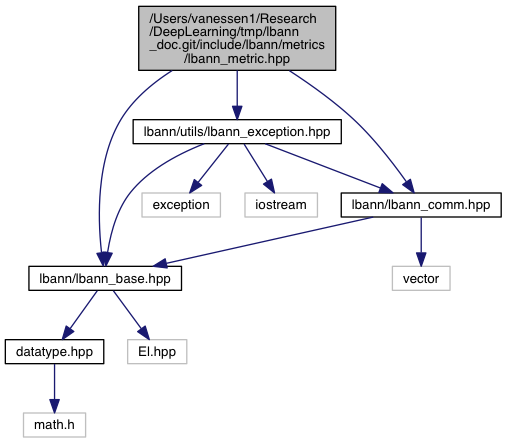 /Users/vanessen1/Research
/DeepLearning/tmp/lbann
_doc.git/include/lbann/metrics
/lbann_metric.hpp
lbann/utils/lbann_exception.hpp
exception
iostream
lbann/lbann_comm.hpp
lbann/lbann_base.hpp
vector
datatype.hpp
El.hpp
math.h